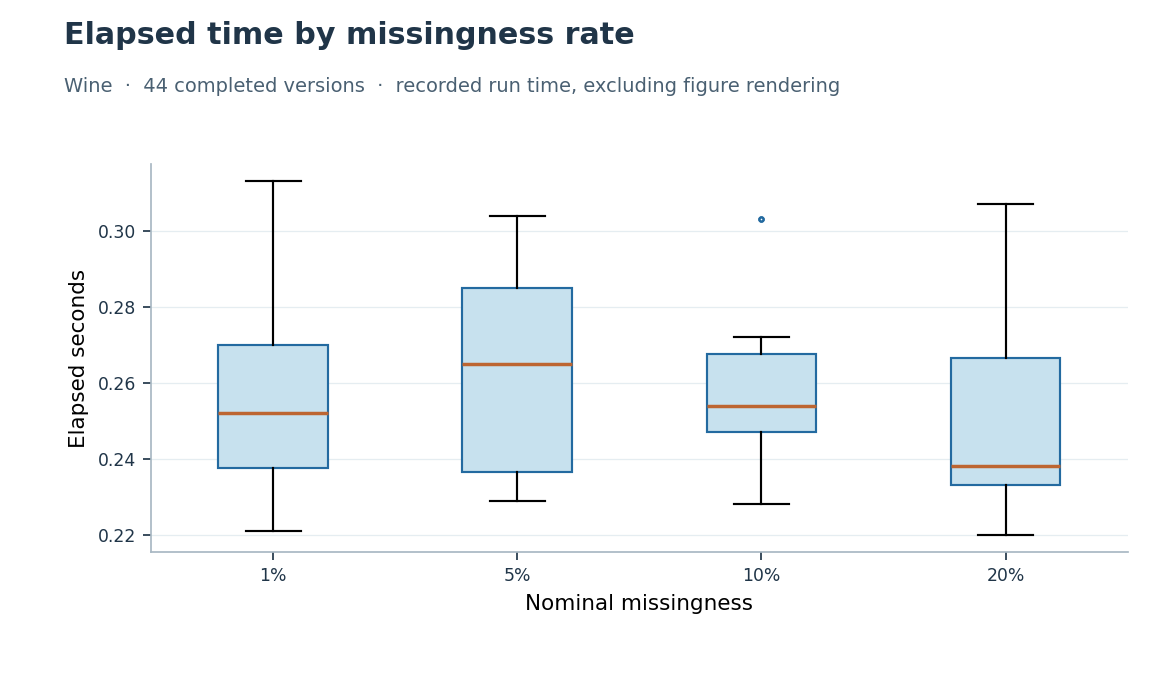 Elapsed time by missingness rate
Wine · 44 completed versions · recorded run time, excluding figure rendering
Elapsed seconds
0.30
0.28
0.26
0.24
0.22
1% 5% 10% 20%
Nominal missingness